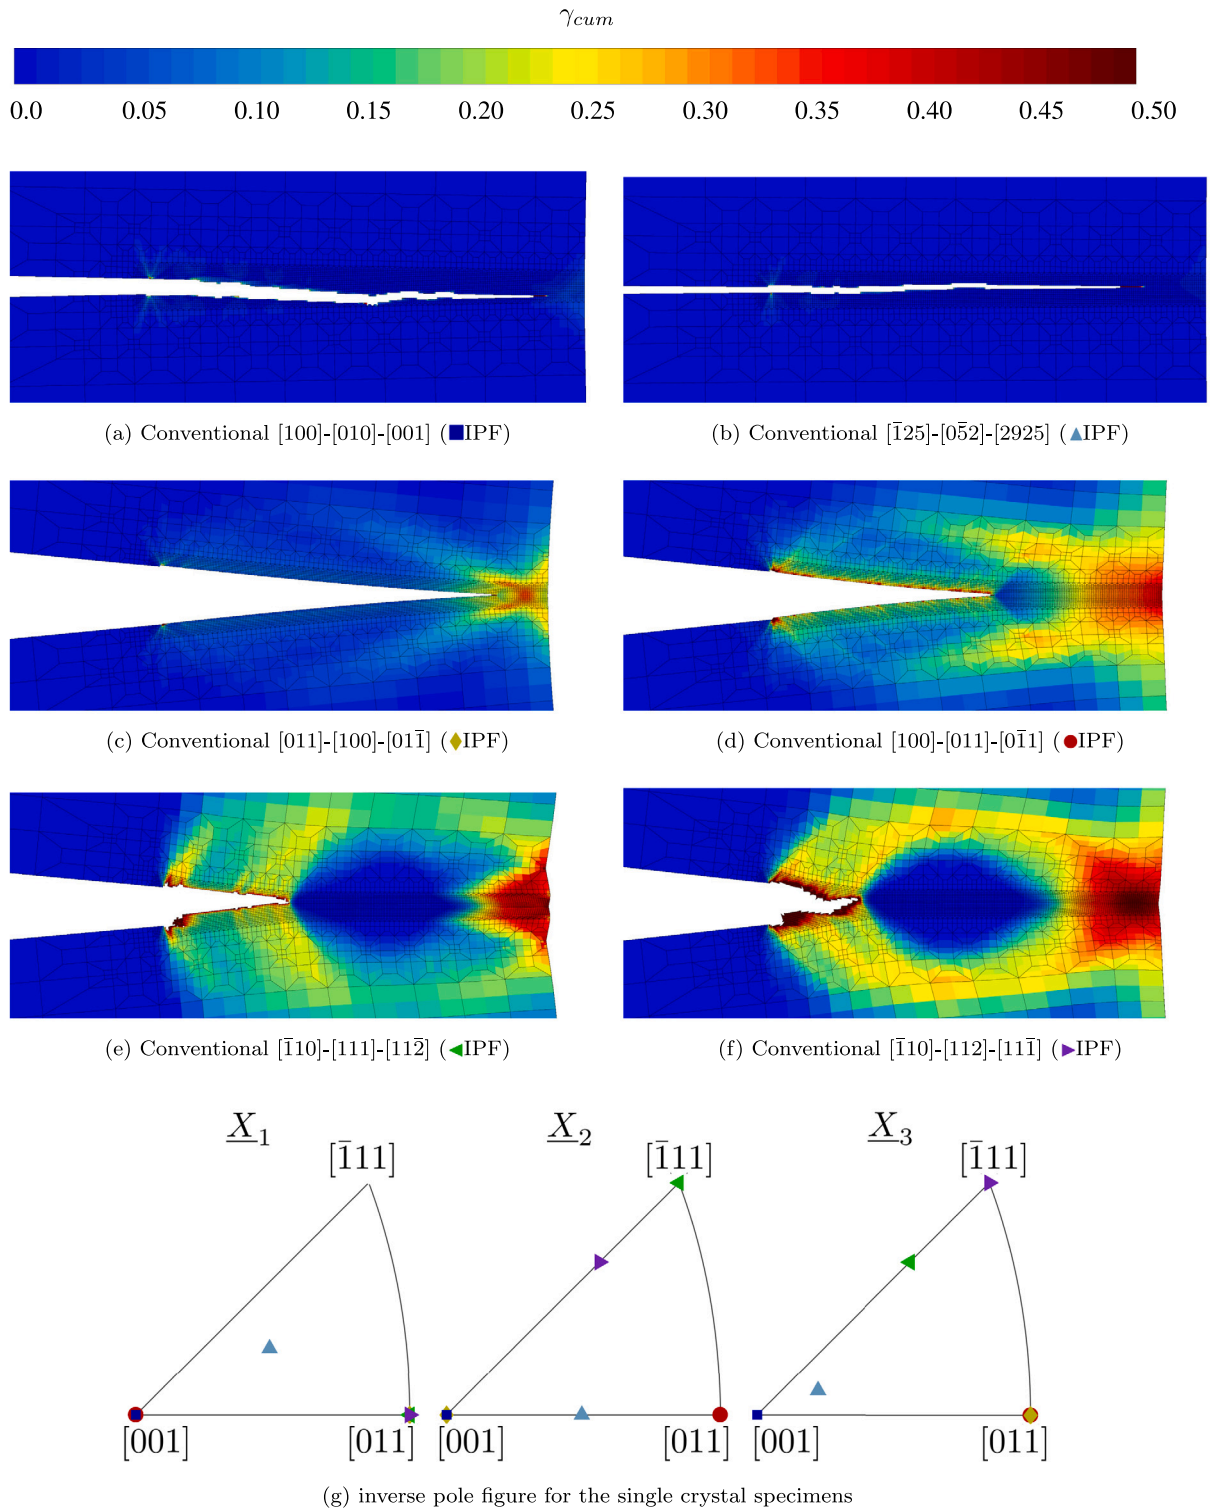 γcum
0.0 0.05 0.10 0.15 0.20 0.25 0.30 0.35 0.40 0.45 0.50
(a) Conventional [100]-[010]-[001] (■IPF)
(b) Conventional [1̅25]-[05̅2]-[2925] (▲IPF)
(c) Conventional [011]-[100]-[011̅] (♦IPF)
(d) Conventional [100]-[011]-[01̅1] (●IPF)
(e) Conventional [1̅10]-[111]-[112̅] (◀IPF)
(f) Conventional [1̅10]-[112]-[111̅] (▶IPF)
X1 X2 X3
[1̅11] [1̅11] [1̅11]
[001] [011] [001] [011] [001] [011]
(g) inverse pole figure for the single crystal specimens